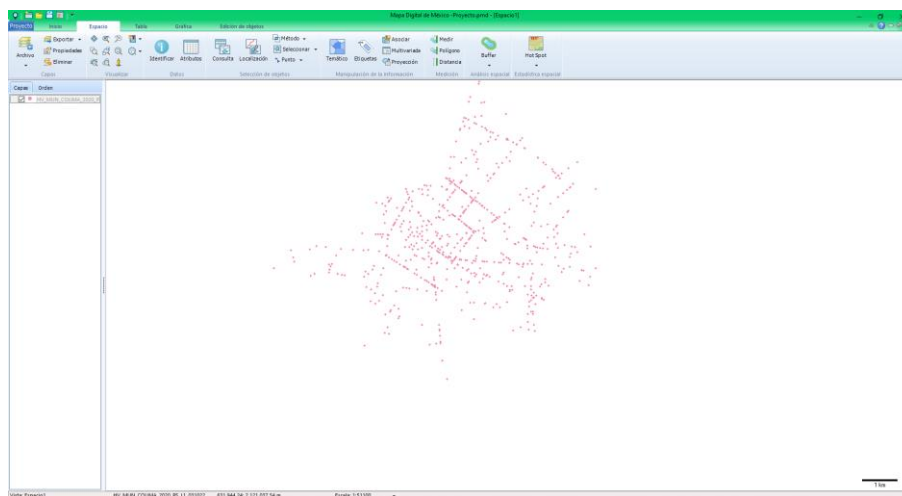 Mapa Digital de México -Proyecto.pmd - [Espacio1]
Proyecto Inicio Espacio Tabla Gráfica Edición de objetos
Archivo Exportar Propiedades Eliminar
Identificar Atributos Consulta Localización Método Seleccionar Punto
Temático Etiquetas Asociar Multivariada Proyección Medir Polígono Distancia Buffer Hot Spot
Capas Visualizar Datos Selección de objetos Manipulación de la información Medición Análisis espacial Estadística espacial
Capas Orden
1 km
Vista: Espacio1